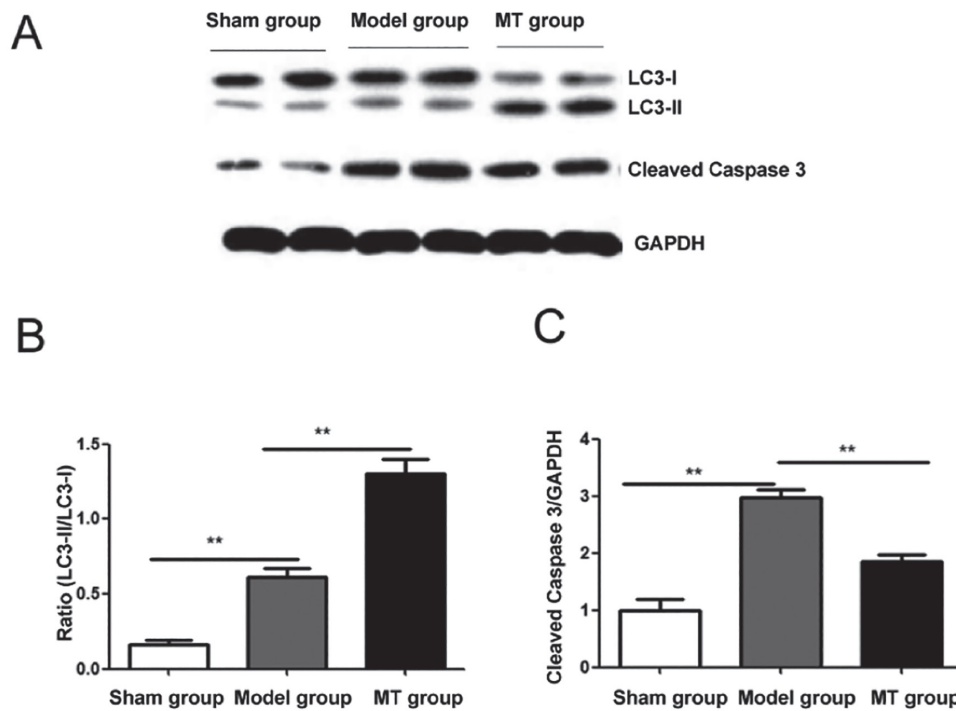 A
Sham group Model group MT group
LC3-I
LC3-II
Cleaved Caspase 3
GAPDH
B
Ratio (LC3-II/LC3-I)
1.5
1.0
0.5
0.0
**
**
Sham group Model group MT group
C
Cleaved Caspase 3/GAPDH
4
3
2
1
0
**
**
Sham group Model group MT group